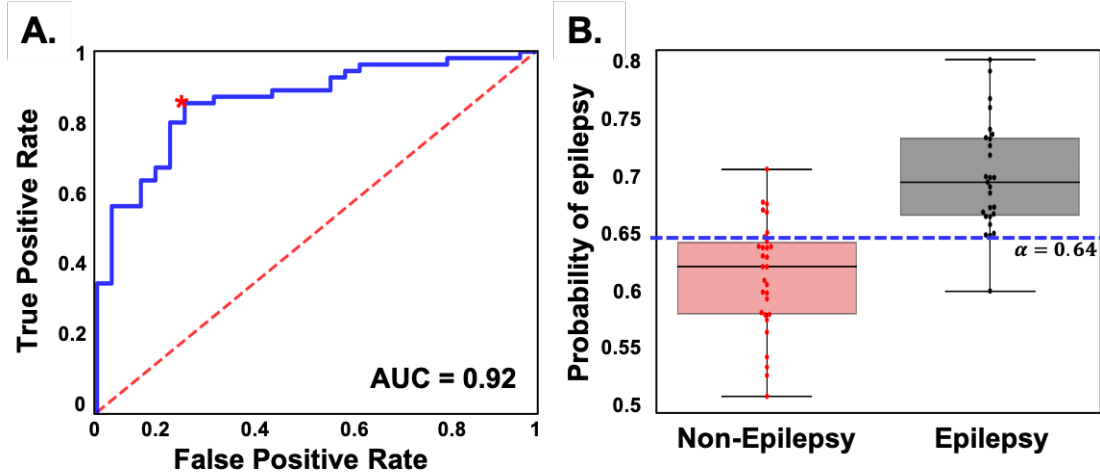 A.
True Positive Rate
1
0.8
0.6
0.4
0.2
0
0 0.2 0.4 0.6 0.8 1
AUC = 0.92
False Positive Rate
B.
Probability of epilepsy
0.8
0.75
0.7
0.65
0.6
0.55
0.5
α = 0.64
Non-Epilepsy Epilepsy